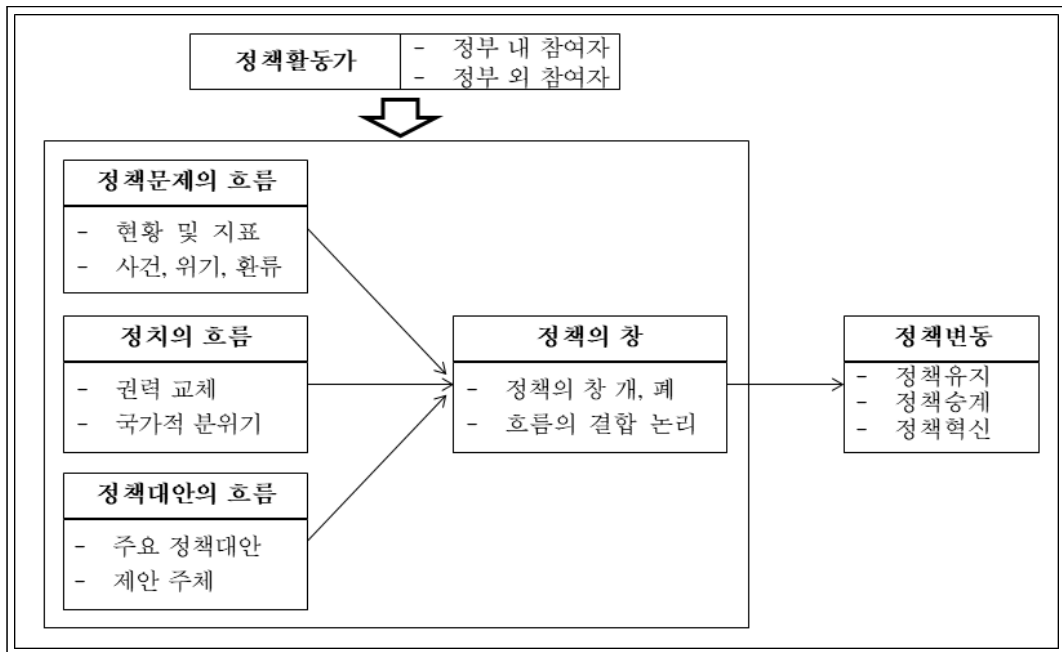 정책활동가
- 정부 내 참여자
- 정부 외 참여자
정책문제의 흐름
- 현황 및 지표
- 사건, 위기, 환류
정치의 흐름
- 권력 교체
- 국가적 분위기
정책대안의 흐름
- 주요 정책대안
- 제안 주체
정책의 창
- 정책의 창 개, 폐
- 흐름의 결합 논리
정책변동
- 정책유지
- 정책승계
- 정책혁신